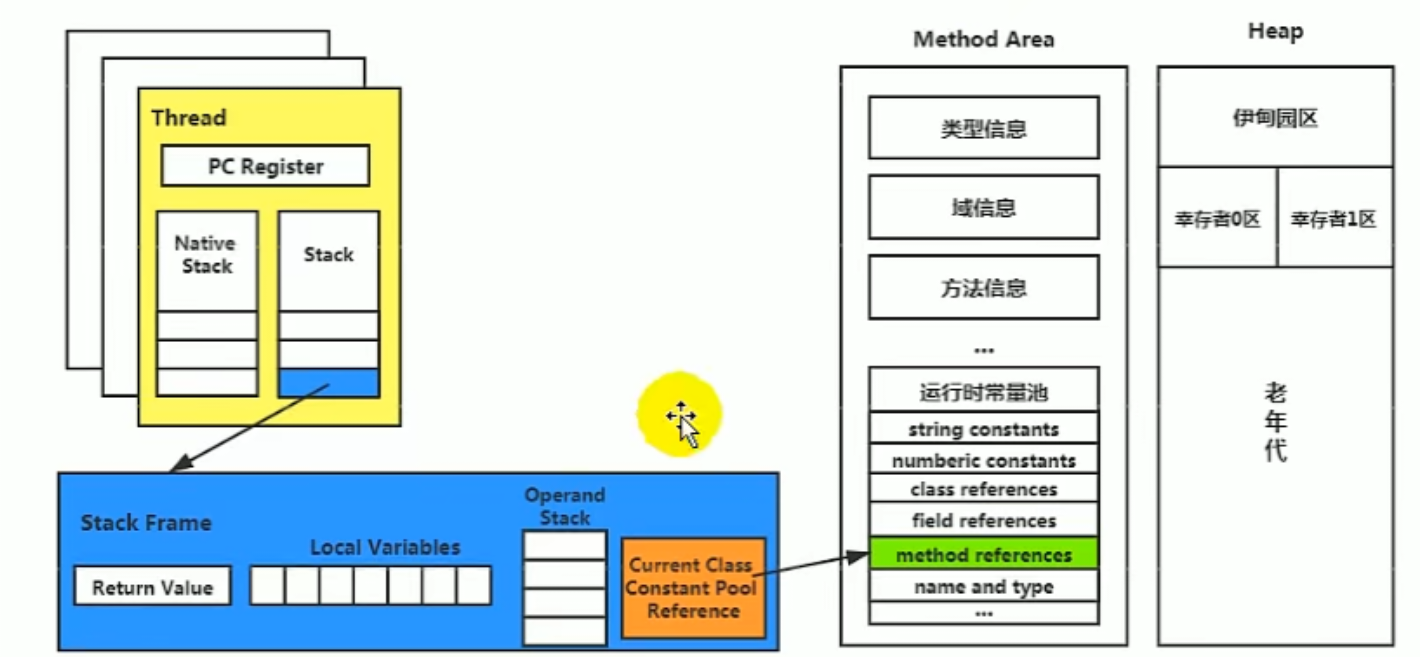 Thread
PC Register
Native
Stack
Stack
Stack Frame
Return Value
Local Variables
Operand
Stack
Current Class
Constant Pool
Reference
Method Area
类型信息
域信息
方法信息
...
运行时常量池
string constants
numberic constants
class references
field references
method references
name and type
...
Heap
伊甸园区
幸存者0区
幸存者1区
老
年
代